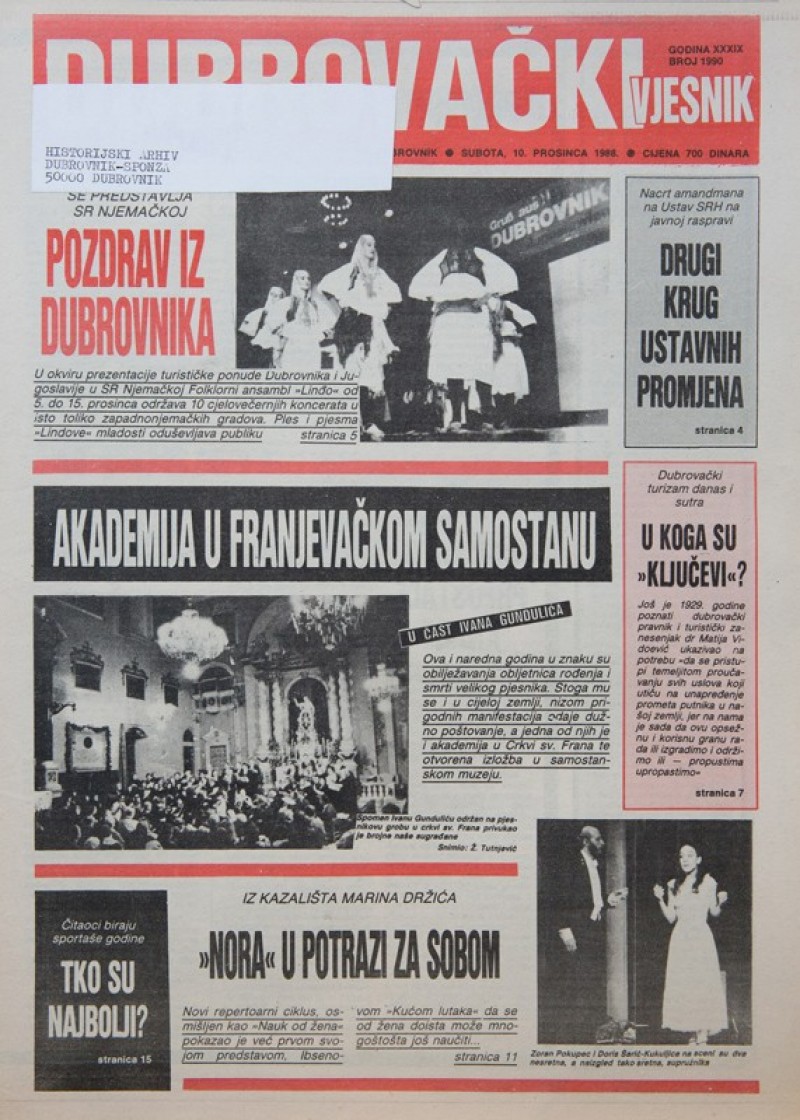 DUBROVAČKI
VJESNIK
GODINA XXXIX
BROJ 1990
HISTORIJSKI ARHIV
DUBROVNIK-SPONZA
50000 DUBROVNIK
BROVNIK ● SUBOTA, 10. PROSINCA 1988. ● CIJENA 700 DINARA
SE PREDSTAVLJA
SR NJEMAČKOJ
POZDRAV IZ
DUBROVNIKA
U okviru prezentacije turističke ponude Dubrovnika i Ju-
goslavije u SR Njemačkoj Folklorni ansambl »Linđo« od
5. do 15. prosinca održava 10 cjelovečernjih koncerata u
isto toliko zapadnonjemačkih gradova. Ples i pjesma
»Linđove« mladosti oduševljava publiku stranica 5
Gruß aus
DUBROVNIK
Nacrt amandmana
na Ustav SRH na
javnoj raspravi
DRUGI
KRUG
USTAVNIH
PROMJENA
stranica 4
AKADEMIJA U FRANJEVAČKOM SAMOSTANU
U ČAST IVANA GUNDULIĆA
Ova i naredna godina u znaku su
obilježavanja obljetnica rođenja i
smrti velikog pjesnika. Stoga mu
se i u cijeloj zemlji, nizom pri-
godnih manifestacija odaje duž-
no poštovanje, a jedna od njih je
i akademija u Crkvi sv. Frana te
otvorena izložba u samostan-
skom muzeju.
Spomen Ivanu Gunduliću održan na pjes-
nikovu grobu u crkvi sv. Frana privukao
je brojne naše sugrađane
Snimio: Ž. Tutnjević
Dubrovački
turizam danas i
sutra
U KOGA SU
»KLJUČEVI«?
Još je 1929. godine
poznati dubrovački
pravnik i turistički za-
nesenjak dr Matija Vi-
doević ukazivao na
potrebu »da se pristu-
pi temeljitom prouča-
vanju svih uslova koji
utiču na unapređenje
prometa putnika u na-
šoj zemlji, jer na nama
je sada da ovu opsež-
nu i korisnu granu ra-
da ili izgradimo i održi-
mo ili — propustima
upropastimo«
stranica 7
Čitaoci biraju
sportaše godine
TKO SU
NAJBOLJI?
stranica 15
IZ KAZALIŠTA MARINA DRŽIĆA
»NORA« U POTRAZI ZA SOBOM
Novi repertoarni ciklus, os-
mišljen kao »Nauk od žena«
pokazao je već prvom svo-
jom predstavom, Ibseno-
vom »Kućom lutaka« da se
od žena doista može mno-
gošto još naučiti...
stranica 11
Zoran Pokupec i Doris Šarić-Kukuljica na sceni su dva
nesretna, a naizgled tako sretna, supružnika